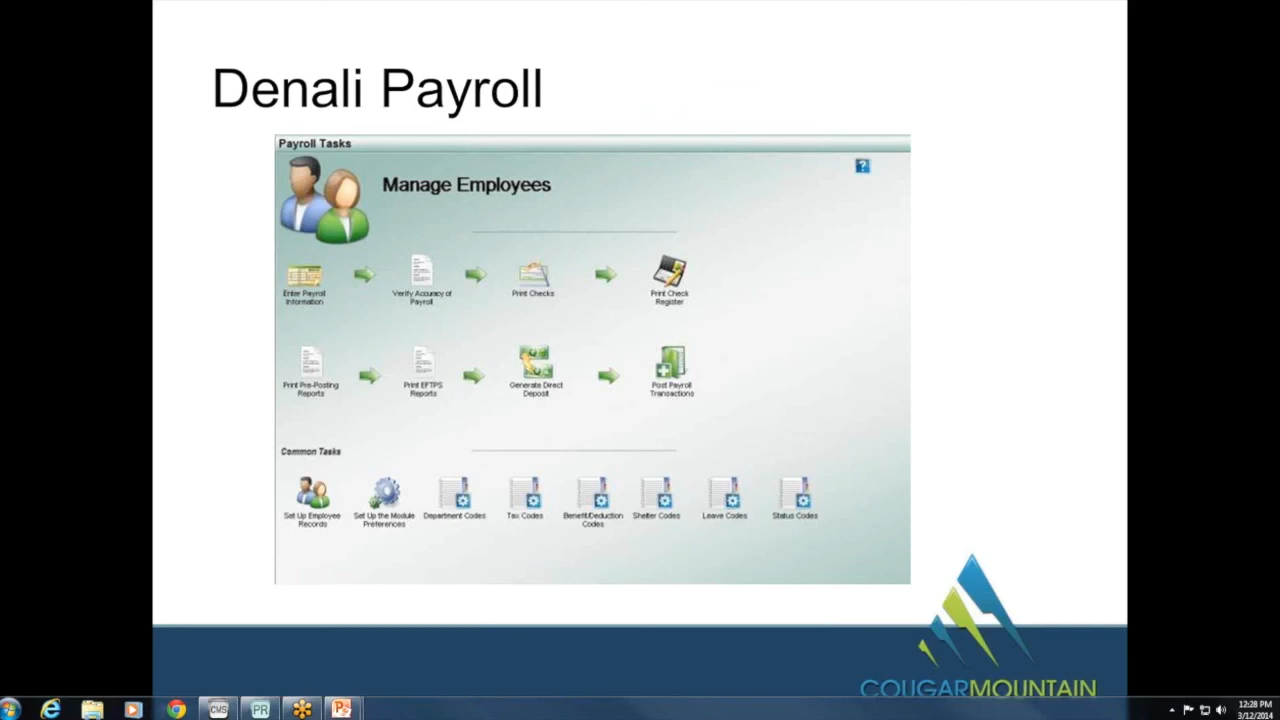 Denali Payroll
Payroll Tasks
?
Manage Employees
Enter Payroll
Information
Verify Accuracy of
Payroll
Print Checks
Print Check
Register
Print Pre-Posting
Reports
Print EFTPS
Reports
Generate Direct
Deposit
Post Payroll
Transactions
Common Tasks
Set Up Employee
Records
Set Up the Module
Preferences
Department Codes
Tax Codes
Benefit/Deduction
Codes
Shelter Codes
Leave Codes
Status Codes
COUGARMOUNTAIN
CMS
PR
12:28 PM
3/12/2014